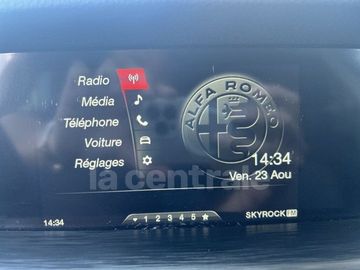 Radio
Média
Téléphone
Voiture
Réglages
ALFA ROMEO
14:34
Ven. 23 Aou
la centrale
14:34
1 2 3 4 5
SKYROCK FM